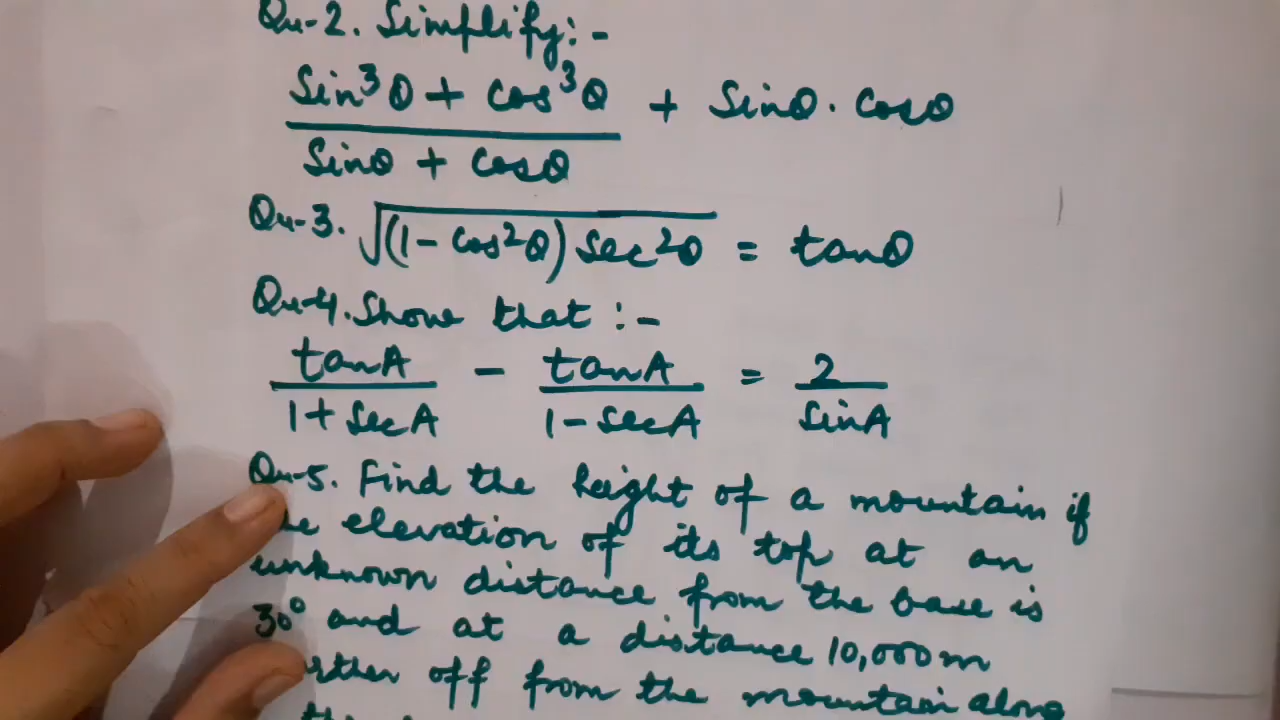 Qu-2. Simplify:-
Sin³θ + cos³θ / Sinθ + cosθ + Sinθ . cosθ
Qu-3. √(1 - cos²θ) sec²θ = tanθ
Qu-4. Show that :-
tanA / 1 + secA - tanA / 1 - secA = 2 / sinA
Qu-5. Find the height of a mountain if
elevation of its top at an
unknown distance from the base is
30° and at a distance 10,000m
off from the mountain along